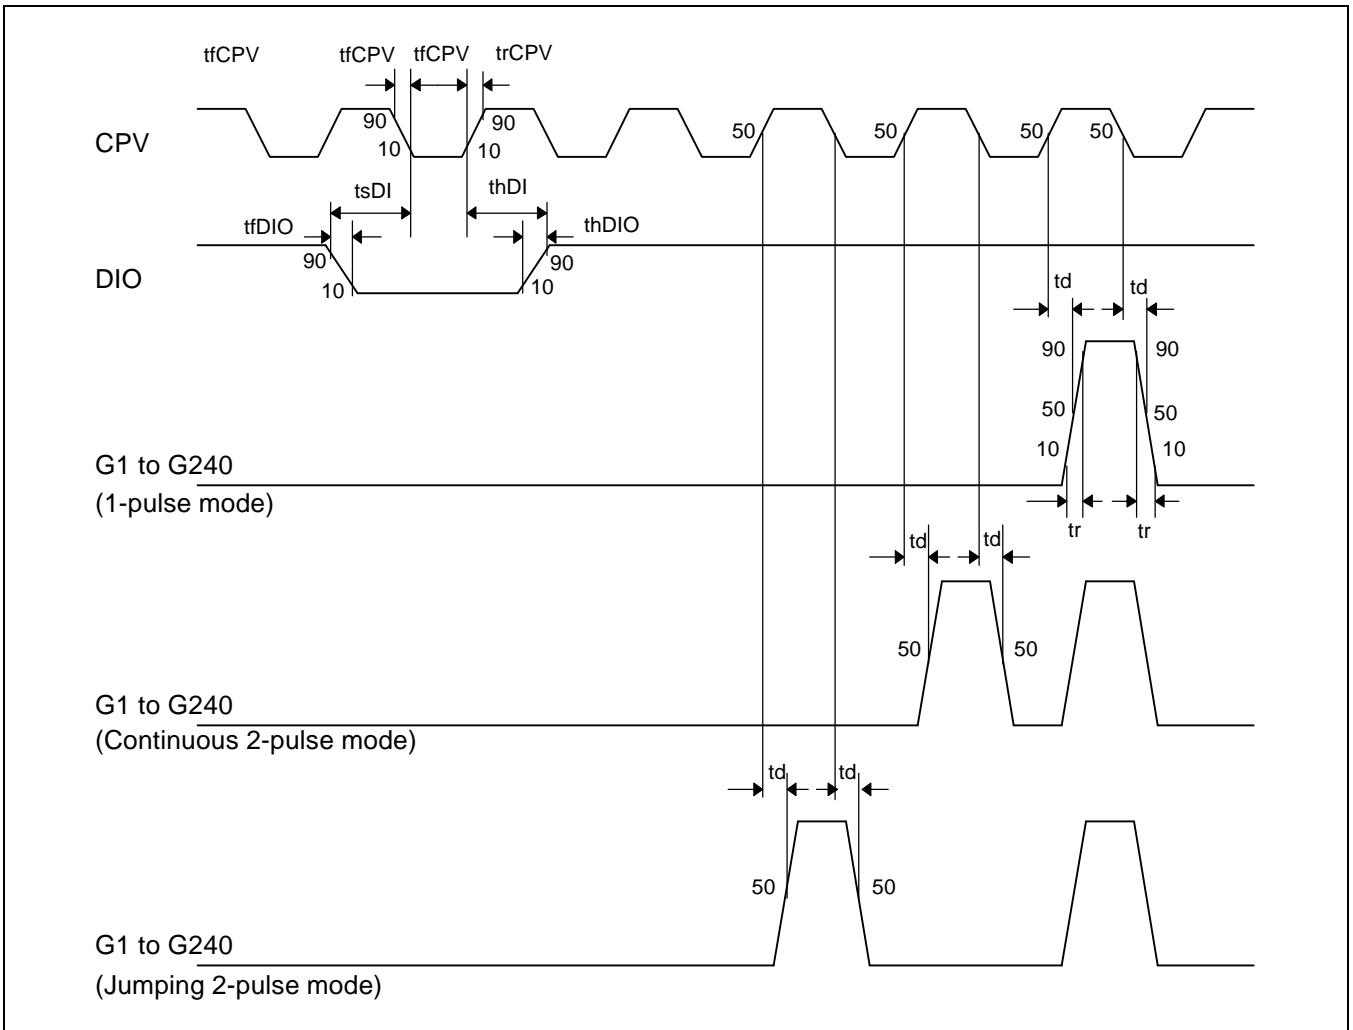 tfCPV tfCPV tfCPV trCPV
CPV 90 10 90 10 50 50 50 50
tsDI thDI
tfDIO thDIO
DIO 90 10 90 10
td td
90 90
50 50
10 10
G1 to G240
(1-pulse mode)
tr tr
td td
50 50
G1 to G240
(Continuous 2-pulse mode)
td td
50 50
G1 to G240
(Jumping 2-pulse mode)